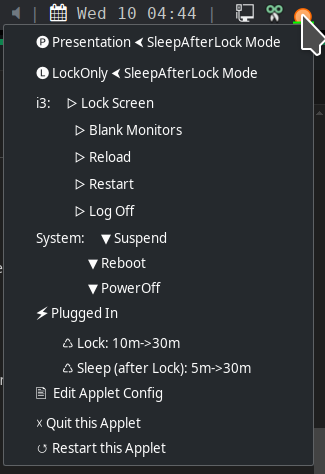 Wed 10 04:44
🅟 Presentation ⮜ SleepAfterLock Mode
🅛 LockOnly ⮜ SleepAfterLock Mode
i3: ▷ Lock Screen
▷ Blank Monitors
▷ Reload
▷ Restart
▷ Log Off
System: ▼ Suspend
▼ Reboot
▼ PowerOff
⚡ Plugged In
♺ Lock: 10m->30m
♺ Sleep (after Lock): 5m->30m
🖹 Edit Applet Config
☓ Quit this Applet
↺ Restart this Applet